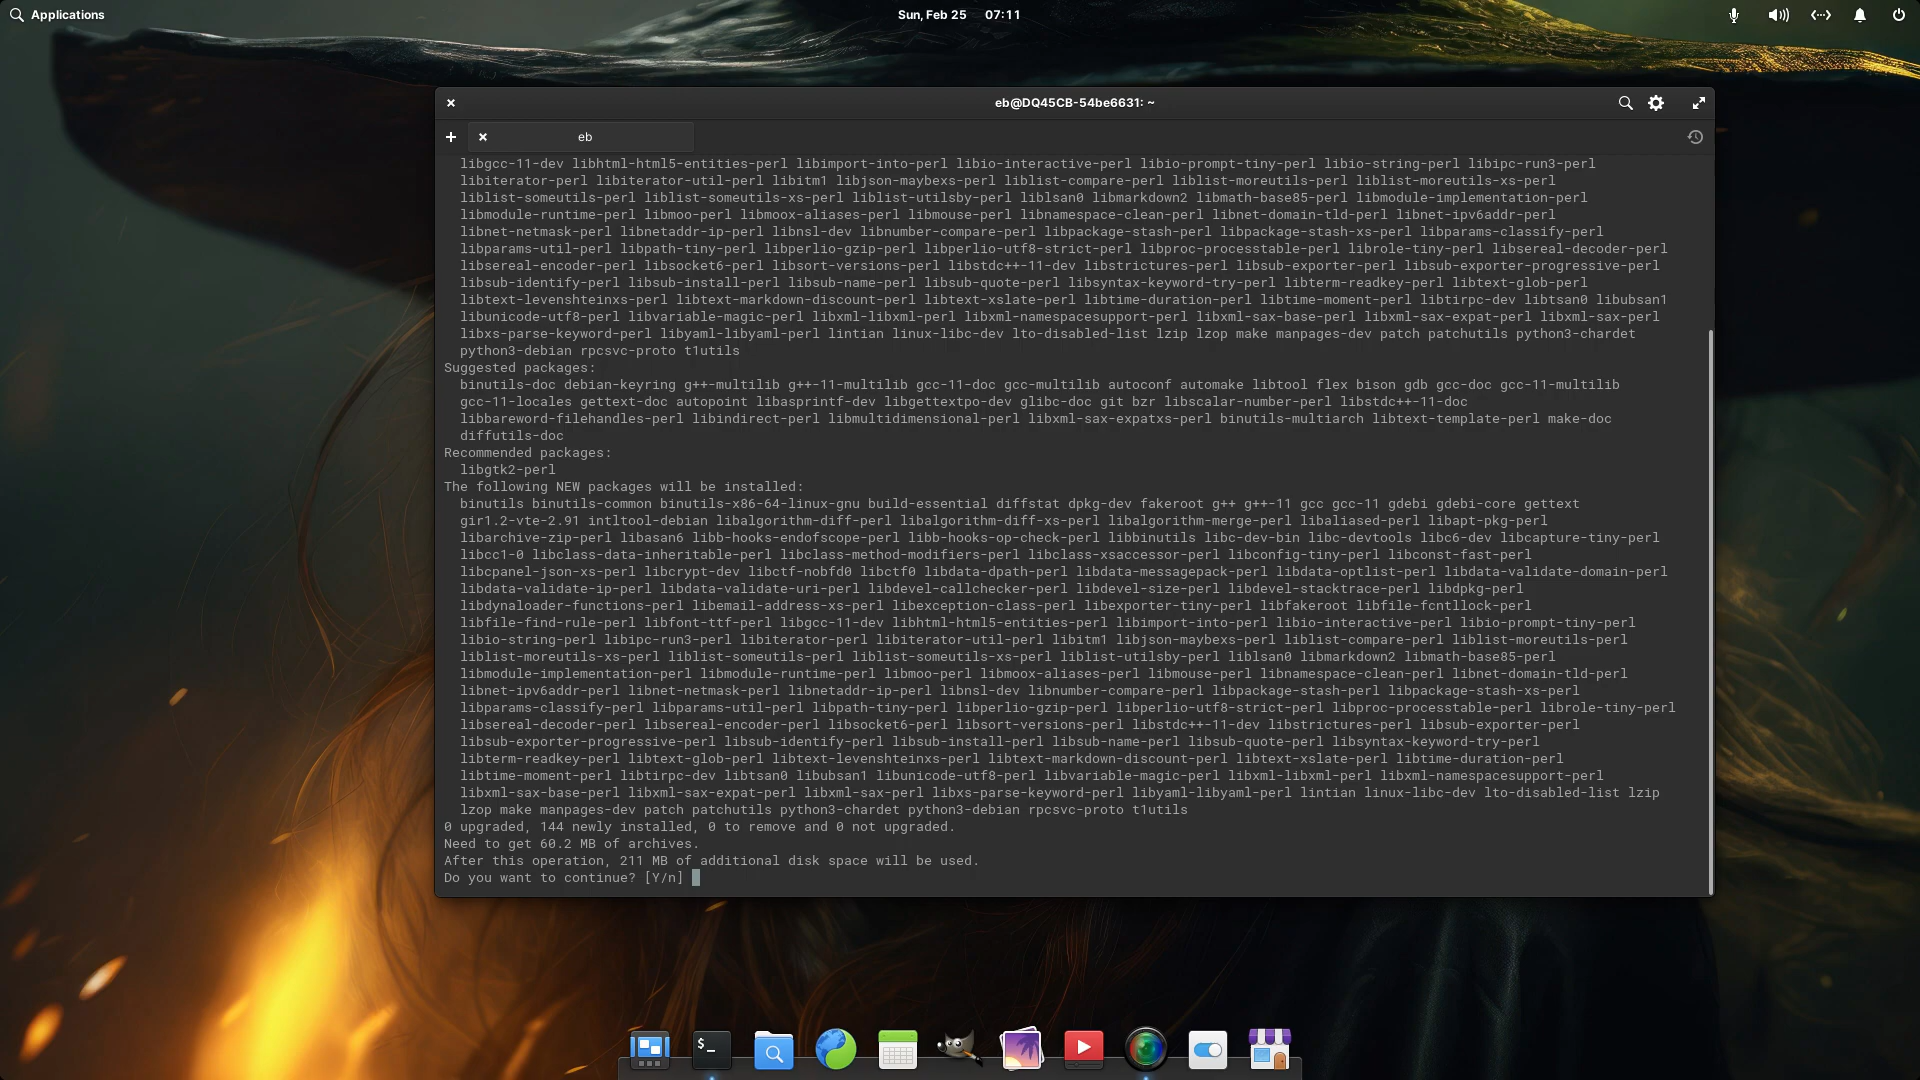 Applications
Sun, Feb 25 07:11
eb@DQ45CB-54be6631: ~
eb
libgcc-11-dev libhtml-html5-entities-perl libimport-into-perl libio-interactive-perl libio-prompt-tiny-perl libio-string-perl libipc-run3-perl
libiterator-perl libiterator-util-perl libitm1 libjson-maybexs-perl liblist-compare-perl liblist-moreutils-perl liblist-moreutils-xs-perl
liblist-someutils-perl liblist-someutils-xs-perl liblist-utilsby-perl liblsan0 libmarkdown2 libmath-base85-perl libmodule-implementation-perl
libmodule-runtime-perl libmoo-perl libmoox-aliases-perl libmouse-perl libnamespace-clean-perl libnet-domain-tld-perl libnet-ipv6addr-perl
libnet-netmask-perl libnetaddr-ip-perl libnsl-dev libnumber-compare-perl libpackage-stash-perl libpackage-stash-xs-perl libparams-classify-perl
libparams-util-perl libpath-tiny-perl libperlio-gzip-perl libperlio-utf8-strict-perl libproc-processtable-perl librole-tiny-perl libsereal-decoder-perl
libsereal-encoder-perl libsocket6-perl libsort-versions-perl libstdc++-11-dev libstrictures-perl libsub-exporter-perl libsub-exporter-progressive-perl
libsub-identify-perl libsub-install-perl libsub-name-perl libsub-quote-perl libsyntax-keyword-try-perl libterm-readkey-perl libtext-glob-perl
libtext-levenshteinxs-perl libtext-markdown-discount-perl libtext-xslate-perl libtime-duration-perl libtime-moment-perl libtirpc-dev libtsan0 libubsan1
libunicode-utf8-perl libvariable-magic-perl libxml-libxml-perl libxml-namespacesupport-perl libxml-sax-base-perl libxml-sax-expat-perl libxml-sax-perl
libxs-parse-keyword-perl libyaml-libyaml-perl lintian linux-libc-dev lto-disabled-list lzip lzop make manpages-dev patch patchutils python3-chardet
python3-debian rpcsvc-proto t1utils
Suggested packages:
binutils-doc debian-keyring g++-multilib g++-11-multilib gcc-11-doc gcc-multilib autoconf automake libtool flex bison gdb gcc-doc gcc-11-multilib
gcc-11-locales gettext-doc autopoint libasprintf-dev libgettextpo-dev glibc-doc git bzr libscalar-number-perl libstdc++-11-doc
libbareword-filehandles-perl libindirect-perl libmultidimensional-perl libxml-sax-expatxs-perl binutils-multiarch libtext-template-perl make-doc
diffutils-doc
Recommended packages:
libgtk2-perl
The following NEW packages will be installed:
binutils binutils-common binutils-x86-64-linux-gnu build-essential diffstat dpkg-dev fakeroot g++ g++-11 gcc gcc-11 gdebi gdebi-core gettext
gir1.2-vte-2.91 intltool-debian libalgorithm-diff-perl libalgorithm-diff-xs-perl libalgorithm-merge-perl libaliased-perl libapt-pkg-perl
libarchive-zip-perl libasan6 libb-hooks-endofscope-perl libb-hooks-op-check-perl libbinutils libc-dev-bin libc-devtools libc6-dev libcapture-tiny-perl
libcc1-0 libclass-data-inheritable-perl libclass-method-modifiers-perl libclass-xsaccessor-perl libconfig-tiny-perl libconst-fast-perl
libcpanel-json-xs-perl libcrypt-dev libctf-nobfd0 libctf0 libdata-dpath-perl libdata-messagepack-perl libdata-optlist-perl libdata-validate-domain-perl
libdata-validate-ip-perl libdata-validate-uri-perl libdevel-callchecker-perl libdevel-size-perl libdevel-stacktrace-perl libdpkg-perl
libdynaloader-functions-perl libemail-address-xs-perl libexception-class-perl libexporter-tiny-perl libfakeroot libfile-fcntllock-perl
libfile-find-rule-perl libfont-ttf-perl libgcc-11-dev libhtml-html5-entities-perl libimport-into-perl libio-interactive-perl libio-prompt-tiny-perl
libio-string-perl libipc-run3-perl libiterator-perl libiterator-util-perl libitm1 libjson-maybexs-perl liblist-compare-perl liblist-moreutils-perl
liblist-moreutils-xs-perl liblist-someutils-perl liblist-someutils-xs-perl liblist-utilsby-perl liblsan0 libmarkdown2 libmath-base85-perl
libmodule-implementation-perl libmodule-runtime-perl libmoo-perl libmoox-aliases-perl libmouse-perl libnamespace-clean-perl libnet-domain-tld-perl
libnet-ipv6addr-perl libnet-netmask-perl libnetaddr-ip-perl libnsl-dev libnumber-compare-perl libpackage-stash-perl libpackage-stash-xs-perl
libparams-classify-perl libparams-util-perl libpath-tiny-perl libperlio-gzip-perl libperlio-utf8-strict-perl libproc-processtable-perl librole-tiny-perl
libsereal-decoder-perl libsereal-encoder-perl libsocket6-perl libsort-versions-perl libstdc++-11-dev libstrictures-perl libsub-exporter-perl
libsub-exporter-progressive-perl libsub-identify-perl libsub-install-perl libsub-name-perl libsub-quote-perl libsyntax-keyword-try-perl
libterm-readkey-perl libtext-glob-perl libtext-levenshteinxs-perl libtext-markdown-discount-perl libtext-xslate-perl libtime-duration-perl
libtime-moment-perl libtirpc-dev libtsan0 libubsan1 libunicode-utf8-perl libvariable-magic-perl libxml-libxml-perl libxml-namespacesupport-perl
libxml-sax-base-perl libxml-sax-expat-perl libxml-sax-perl libxs-parse-keyword-perl libyaml-libyaml-perl lintian linux-libc-dev lto-disabled-list lzip
lzop make manpages-dev patch patchutils python3-chardet python3-debian rpcsvc-proto t1utils
0 upgraded, 144 newly installed, 0 to remove and 0 not upgraded.
Need to get 60.2 MB of archives.
After this operation, 211 MB of additional disk space will be used.
Do you want to continue? [Y/n]
$ >_